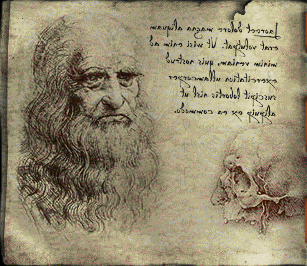 Laoreet dolore magna aliquam
erat volutpat. Ut wisi enim ad
minim veniam, quis nostrud
exercitation ullamcorper
suscipit lobortis nisl ut
aliquip ex ea commodo.